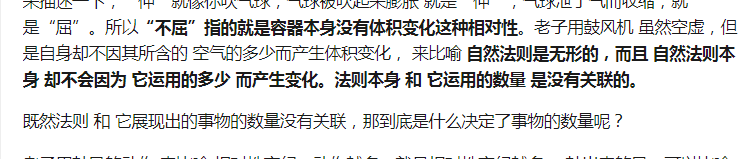 来描述一下，“伸”就像你吹气球，气球被吹起来膨胀 就是“伸”，气球泄了气而收缩，就
是“屈”。所以“不屈”指的就是容器本身没有体积变化这种相对性。老子用鼓风机 虽然空虚，但
是自身却不因其所含的 空气的多少而产生体积变化， 来比喻 自然法则是无形的，而且 自然法则本
身 却不会因为 它运用的多少 而产生变化。法则本身 和 它运用的数量 是没有关联的。
既然法则 和 它展现出的事物的数量没有关联，那到底是什么决定了事物的数量呢？